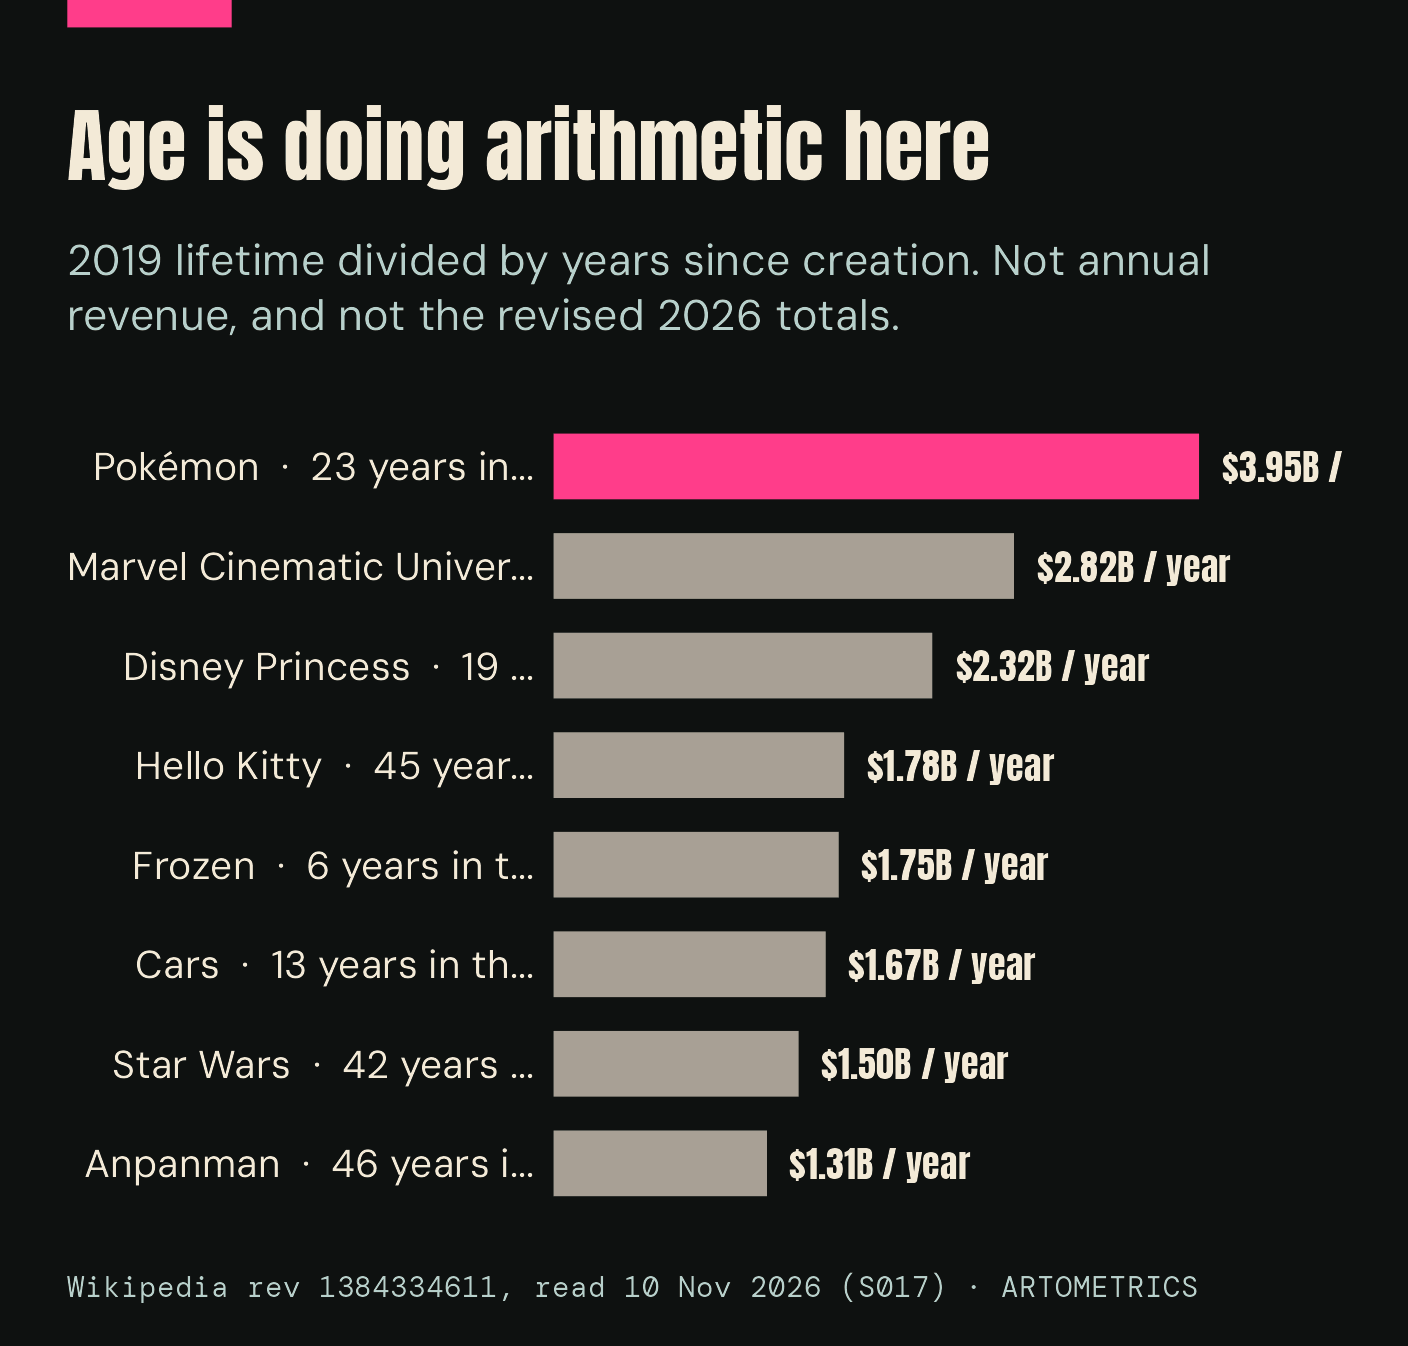 Age is doing arithmetic here
2019 lifetime divided by years since creation. Not annual
revenue, and not the revised 2026 totals.
Pokémon · 23 years in... $3.95B /
Marvel Cinematic Univer... $2.82B / year
Disney Princess · 19 ... $2.32B / year
Hello Kitty · 45 year... $1.78B / year
Frozen · 6 years in t... $1.75B / year
Cars · 13 years in th... $1.67B / year
Star Wars · 42 years ... $1.50B / year
Anpanman · 46 years i... $1.31B / year
Wikipedia rev 1384334611, read 10 Nov 2026 (S017) · ARTOMETRICS